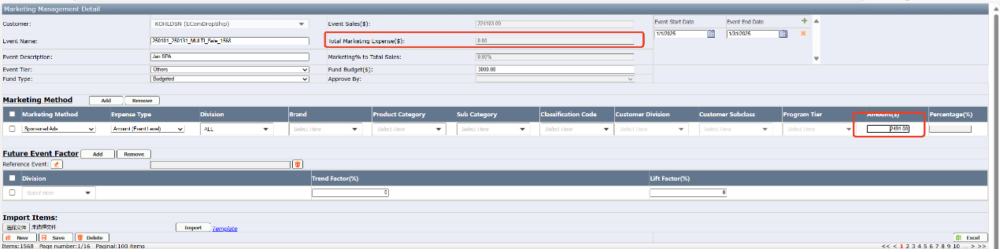 Marketing Management Detail
Customer: KOHLDSN (EComDropShip) Event Sales($): 224103.09 Event Start Date Event End Date
Event Name: 250101_250131_MULTI_Sale_1568 Total Marketing Expense($): 0.00 1/1/2025 1/31/2025
Event Description: Jan SPA Marketing% to Total Sales: 0.00%
Event Tier: Others Fund Budget($): 3000.00
Fund Type: Budgeted Approve By:
Marketing Method Add Remove
Marketing Method Expense Type Division Brand Product Category Sub Category Classification Code Customer Division Customer Subclass Program Tier Amount($) Percentage(%)
Sponsored Ads Amount (Event Level) ALL Select Here Select Here Select Here Select Here Select Here Select Here Select Here 2491.00
Future Event Factor Add Remove
Reference Event:
Division Trend Factor(%) Lift Factor(%)
Select Here 0 0
Import Items:
选择文件 未选择文件 Import Template
New Save Delete Excel
Items:1568 Page number:1/16 Paginal:100 items << < 1 2 3 4 5 6 7 8 9 10 ... > >>